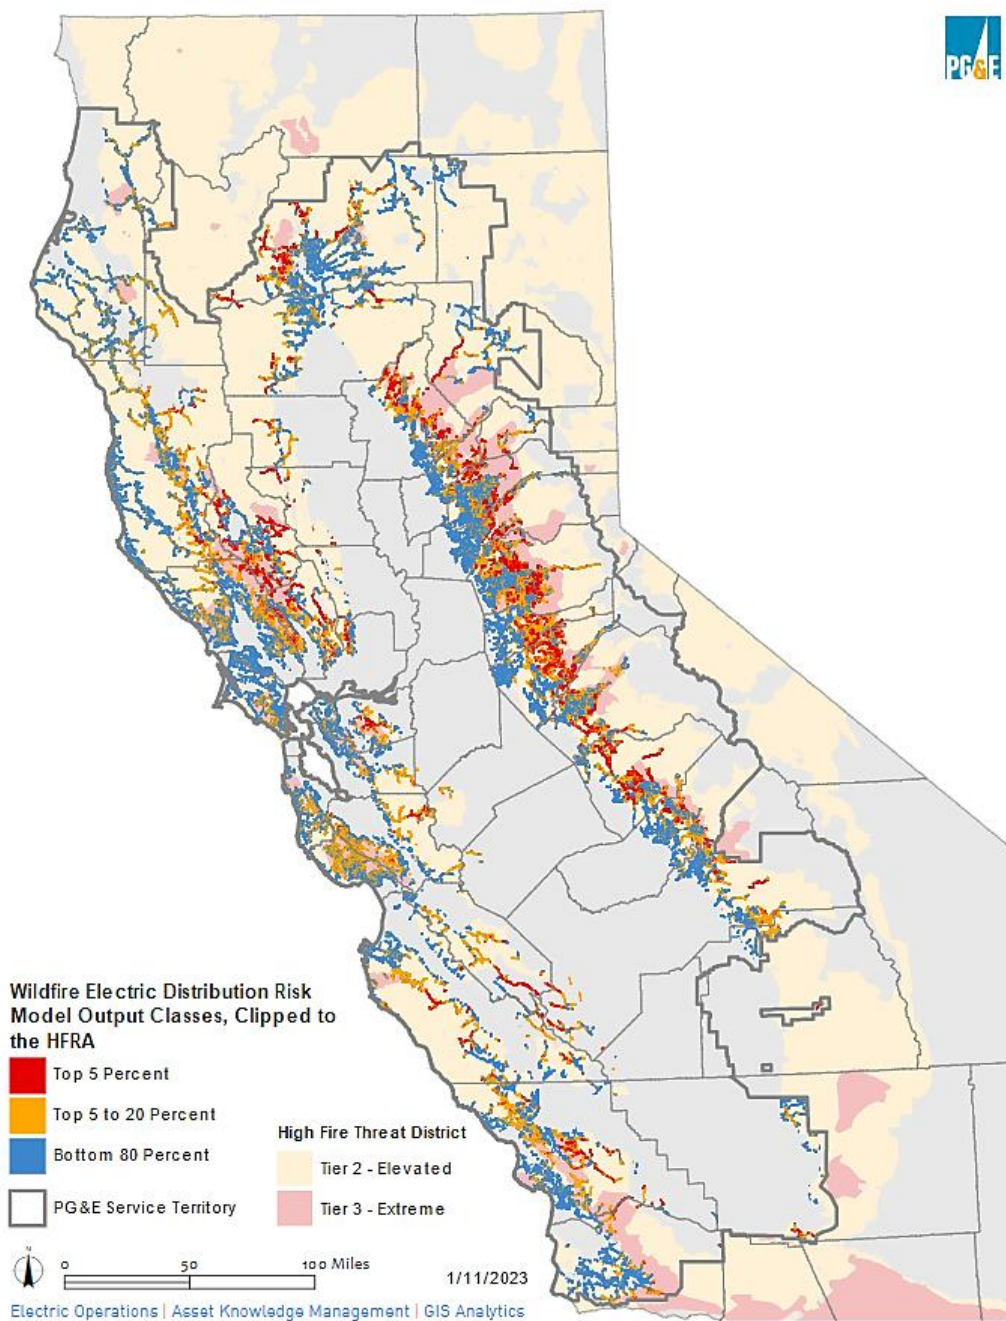 PG&E
Wildfire Electric Distribution Risk
Model Output Classes, Clipped to
the HFRA
Top 5 Percent
Top 5 to 20 Percent
Bottom 80 Percent
PG&E Service Territory
High Fire Threat District
Tier 2 - Elevated
Tier 3 - Extreme
N
0 50 100 Miles
1/11/2023
Electric Operations | Asset Knowledge Management | GIS Analytics